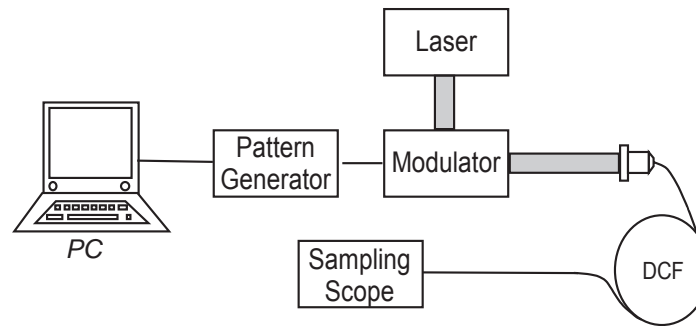 Laser
Pattern
Generator
Modulator
PC
Sampling
Scope
DCF